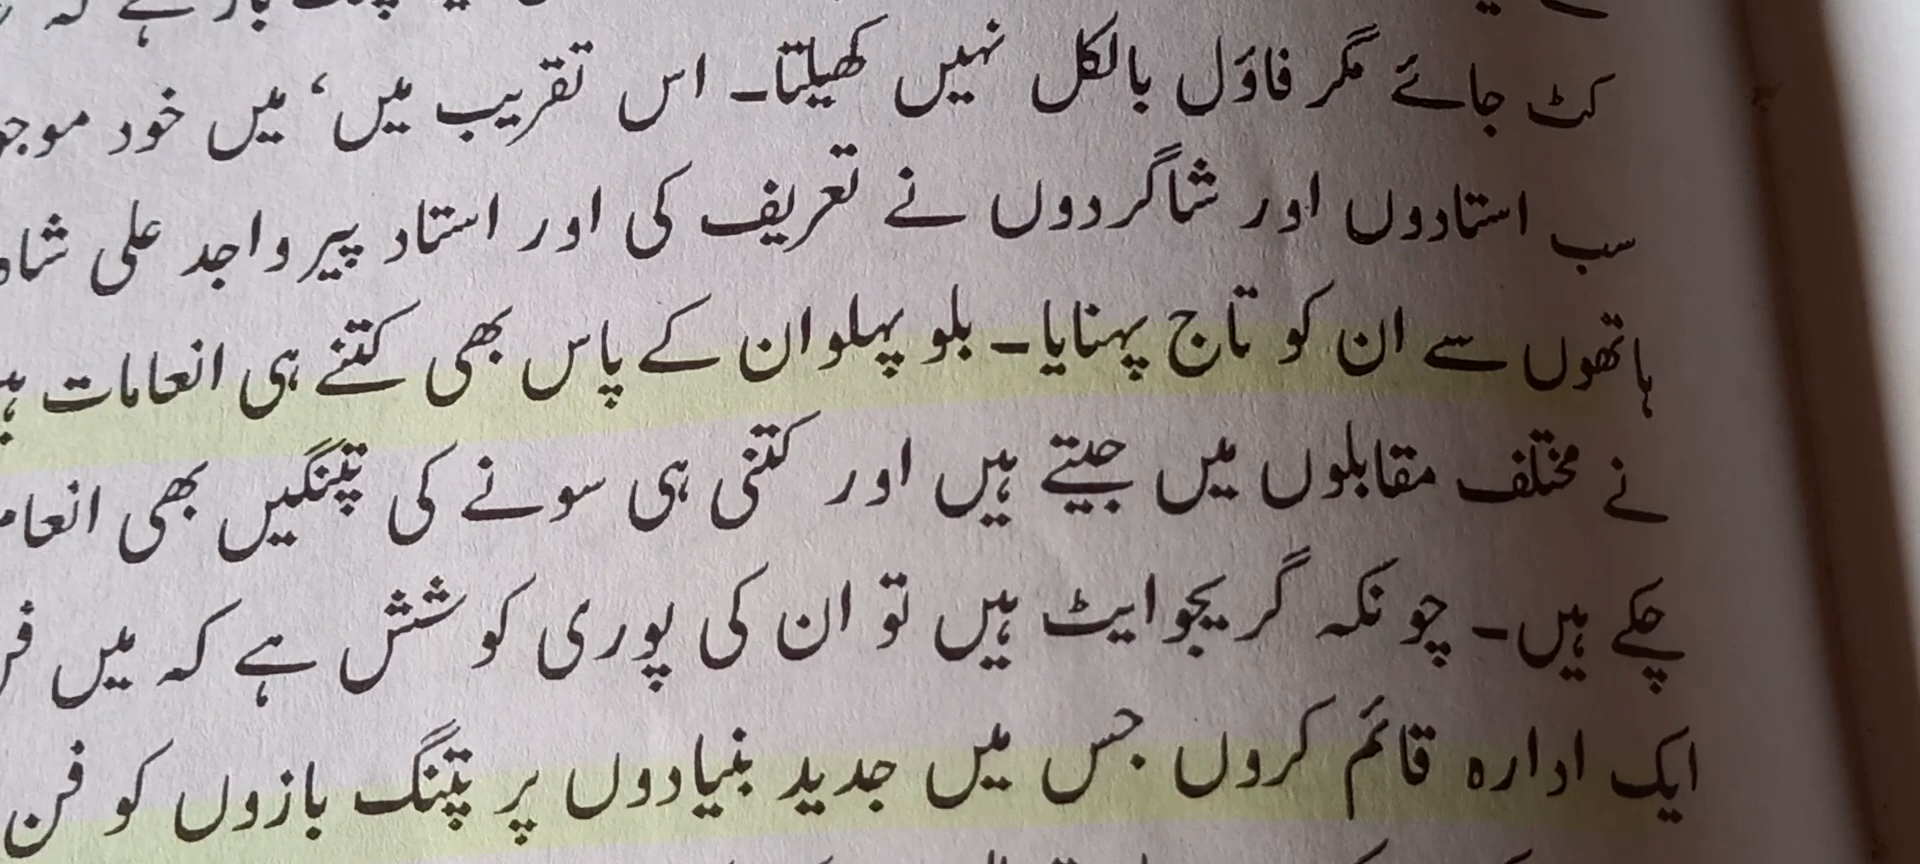 کٹ جائے مگر فاؤل بالکل نہیں کھیلتا۔ اس تقریب میں، میں خود
سب استادوں اور شاگردوں نے تعریف کی اور استاد پیر واجد علی شاہ
ہاتھوں سے ان کو تاج پہنایا۔ بلو پہلوان کے پاس بھی کتنے ہی انعامات
نے مختلف مقابلوں میں جیتے ہیں اور کتنی ہی سونے کی پتنگیں بھی
چکے ہیں۔ چونکہ گریجوایٹ ہیں تو ان کی پوری کوشش ہے کہ میں
ایک ادارہ قائم کروں جس میں جدید بنیادوں پر پتنگ بازوں کو فن